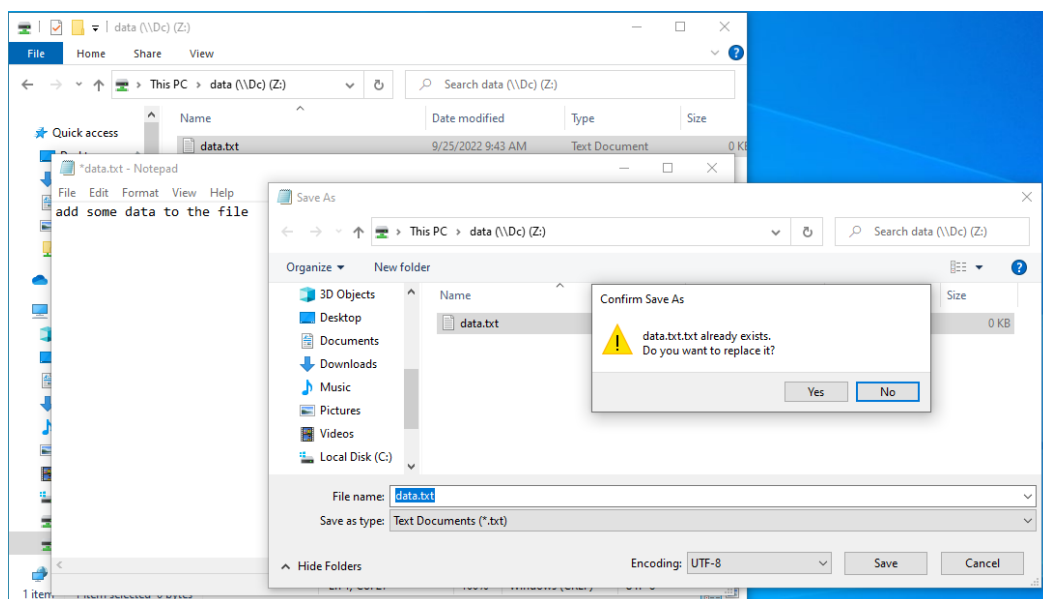 data (\\Dc) (Z:)
File Home Share View
This PC > data (\\Dc) (Z:)
Search data (\\Dc) (Z:)
Name Date modified Type Size
Quick access
data.txt 9/25/2022 9:43 AM Text Document 0 KB
*data.txt - Notepad
File Edit Format View Help
add some data to the file
Save As
This PC > data (\\Dc) (Z:)
Search data (\\Dc) (Z:)
Organize New folder
3D Objects
Desktop
Documents
Downloads
Music
Pictures
Videos
Local Disk (C:)
Name Size
data.txt 0 KB
Confirm Save As
data.txt.txt already exists.
Do you want to replace it?
Yes No
File name: data.txt
Save as type: Text Documents (*.txt)
Hide Folders
Encoding: UTF-8
Save Cancel
1 item